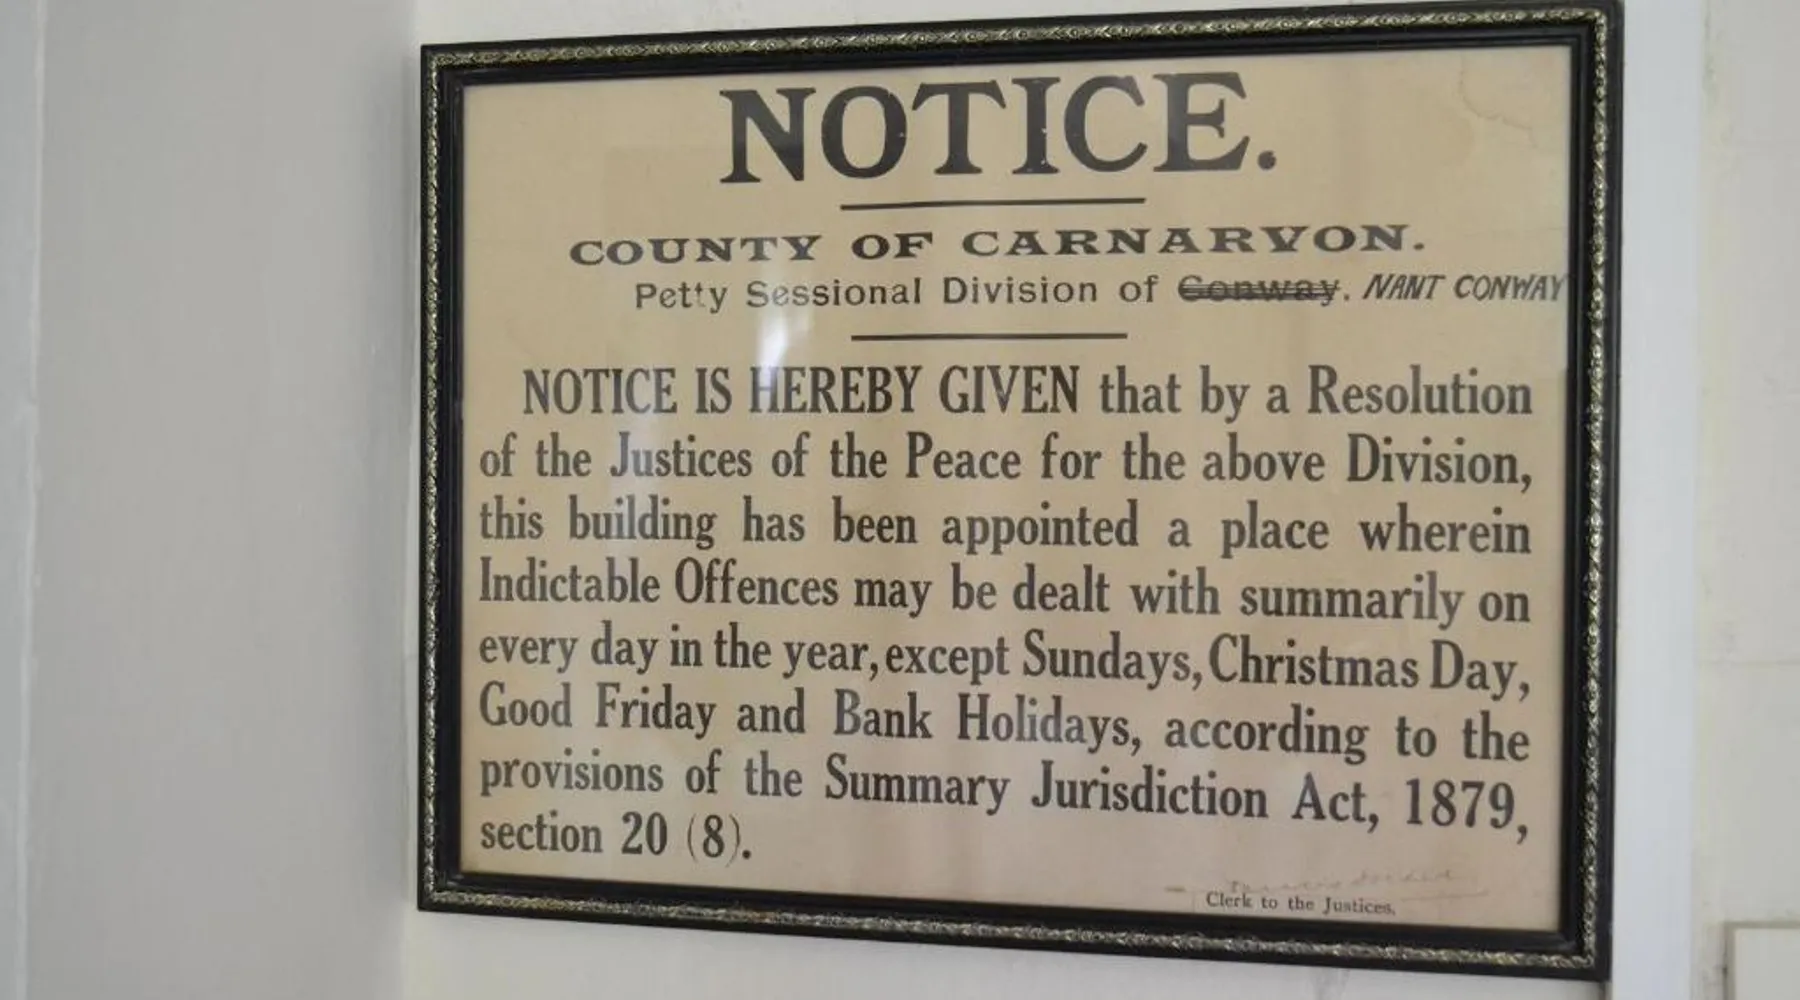 NOTICE.
COUNTY OF CARNARVON.
Petty Sessional Division of Conway. NANT CONWAY
NOTICE IS HEREBY GIVEN that by a Resolution
of the Justices of the Peace for the above Division,
this building has been appointed a place wherein
Indictable Offences may be dealt with summarily on
every day in the year, except Sundays, Christmas Day,
Good Friday and Bank Holidays, according to the
provisions of the Summary Jurisdiction Act, 1879,
section 20 (8).
Clerk to the Justices.